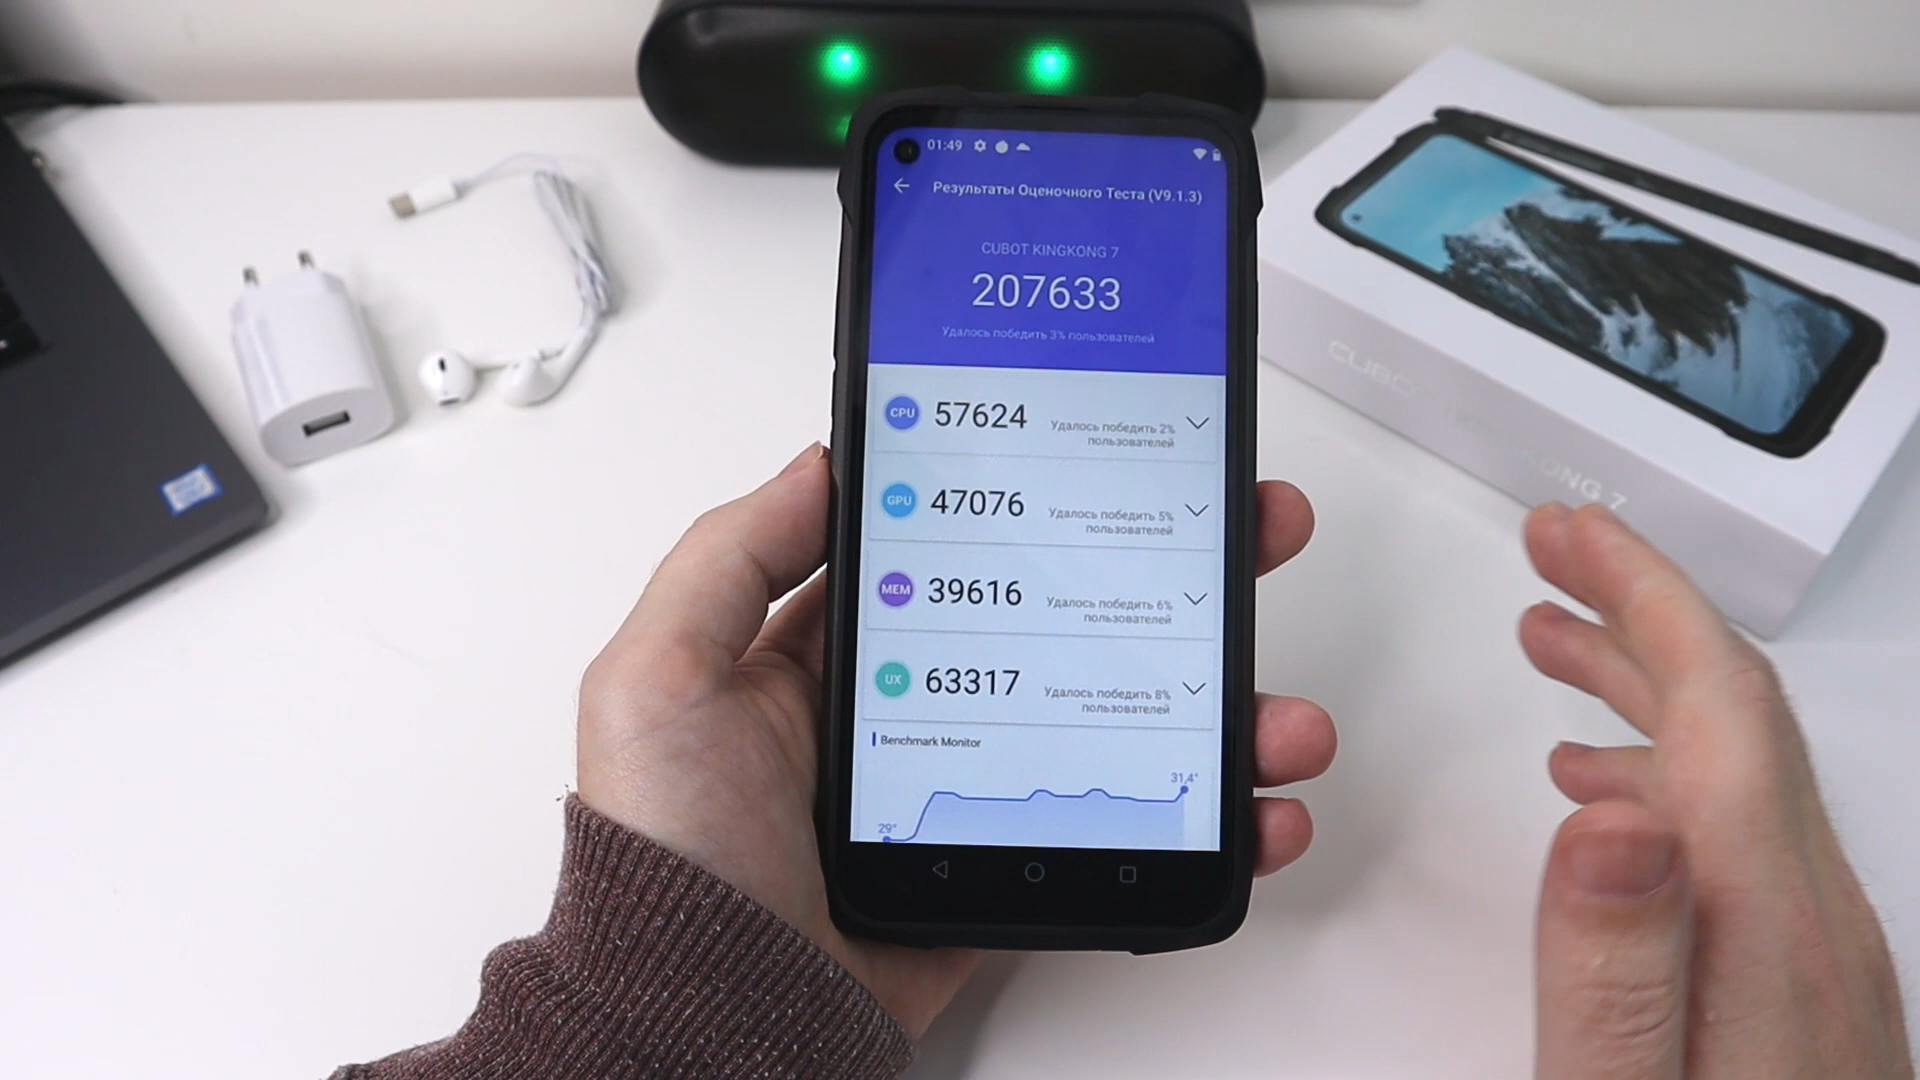 01:49
Результаты Оценочного Теста (V9.1.3)
CUBOT KINGKONG 7
207633
Удалось победить 3% пользователей
CPU
57624
Удалось победить 2%
пользователей
GPU
47076
Удалось победить 5%
пользователей
MEM
39616
Удалось победить 6%
пользователей
UX
63317
Удалось победить 8%
пользователей
Benchmark Monitor
31,4°
29°